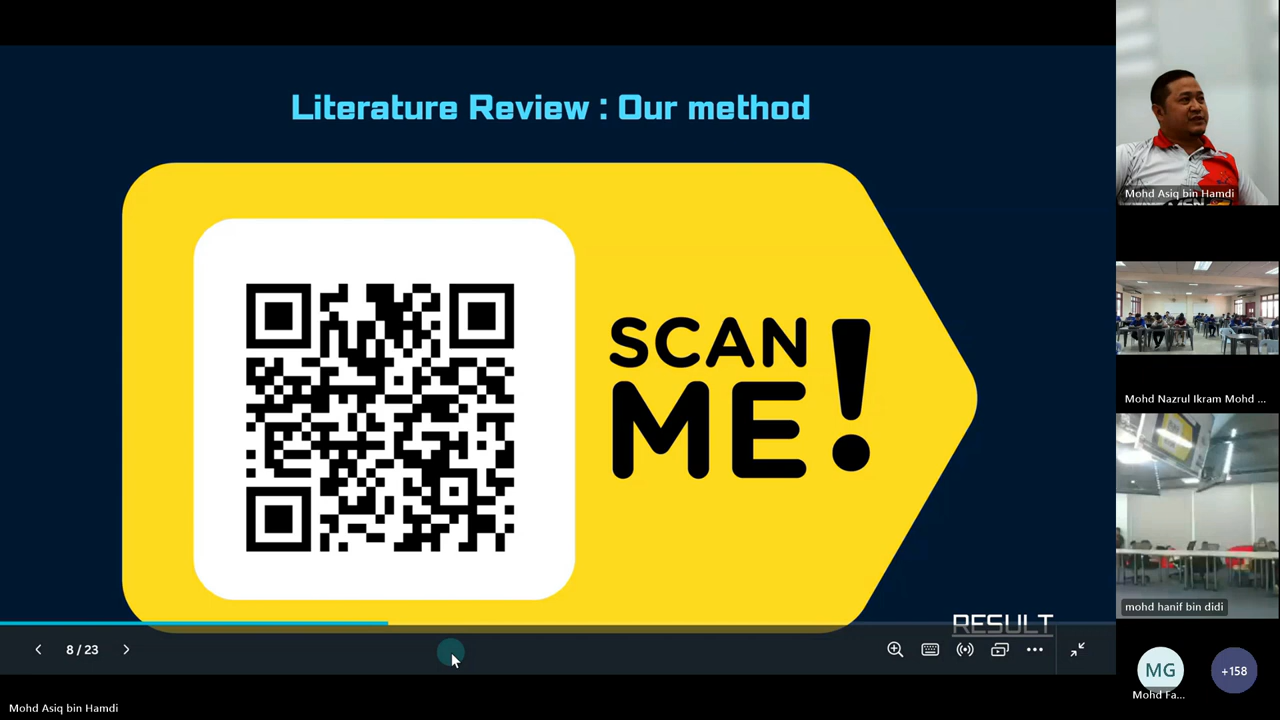 Literature Review : Our method
SCAN
ME!
RESULT
8 / 23
Mohd Asiq bin Hamdi
Mohd Asiq bin Hamdi
Mohd Nazrul Ikram Mohd ...
mohd hanif bin didi
MG
Mohd Fa...
+158